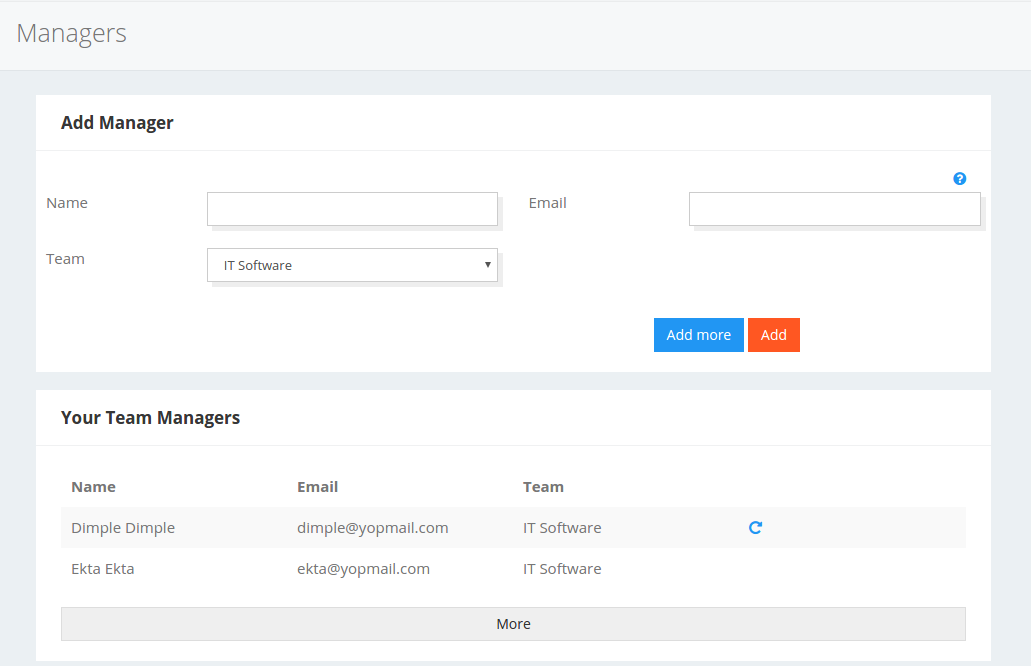 Managers
Add Manager
Name
Email
Team
IT Software
Add more
Add
Your Team Managers
Name Email Team
Dimple Dimple dimple@yopmail.com IT Software
Ekta Ekta ekta@yopmail.com IT Software
More